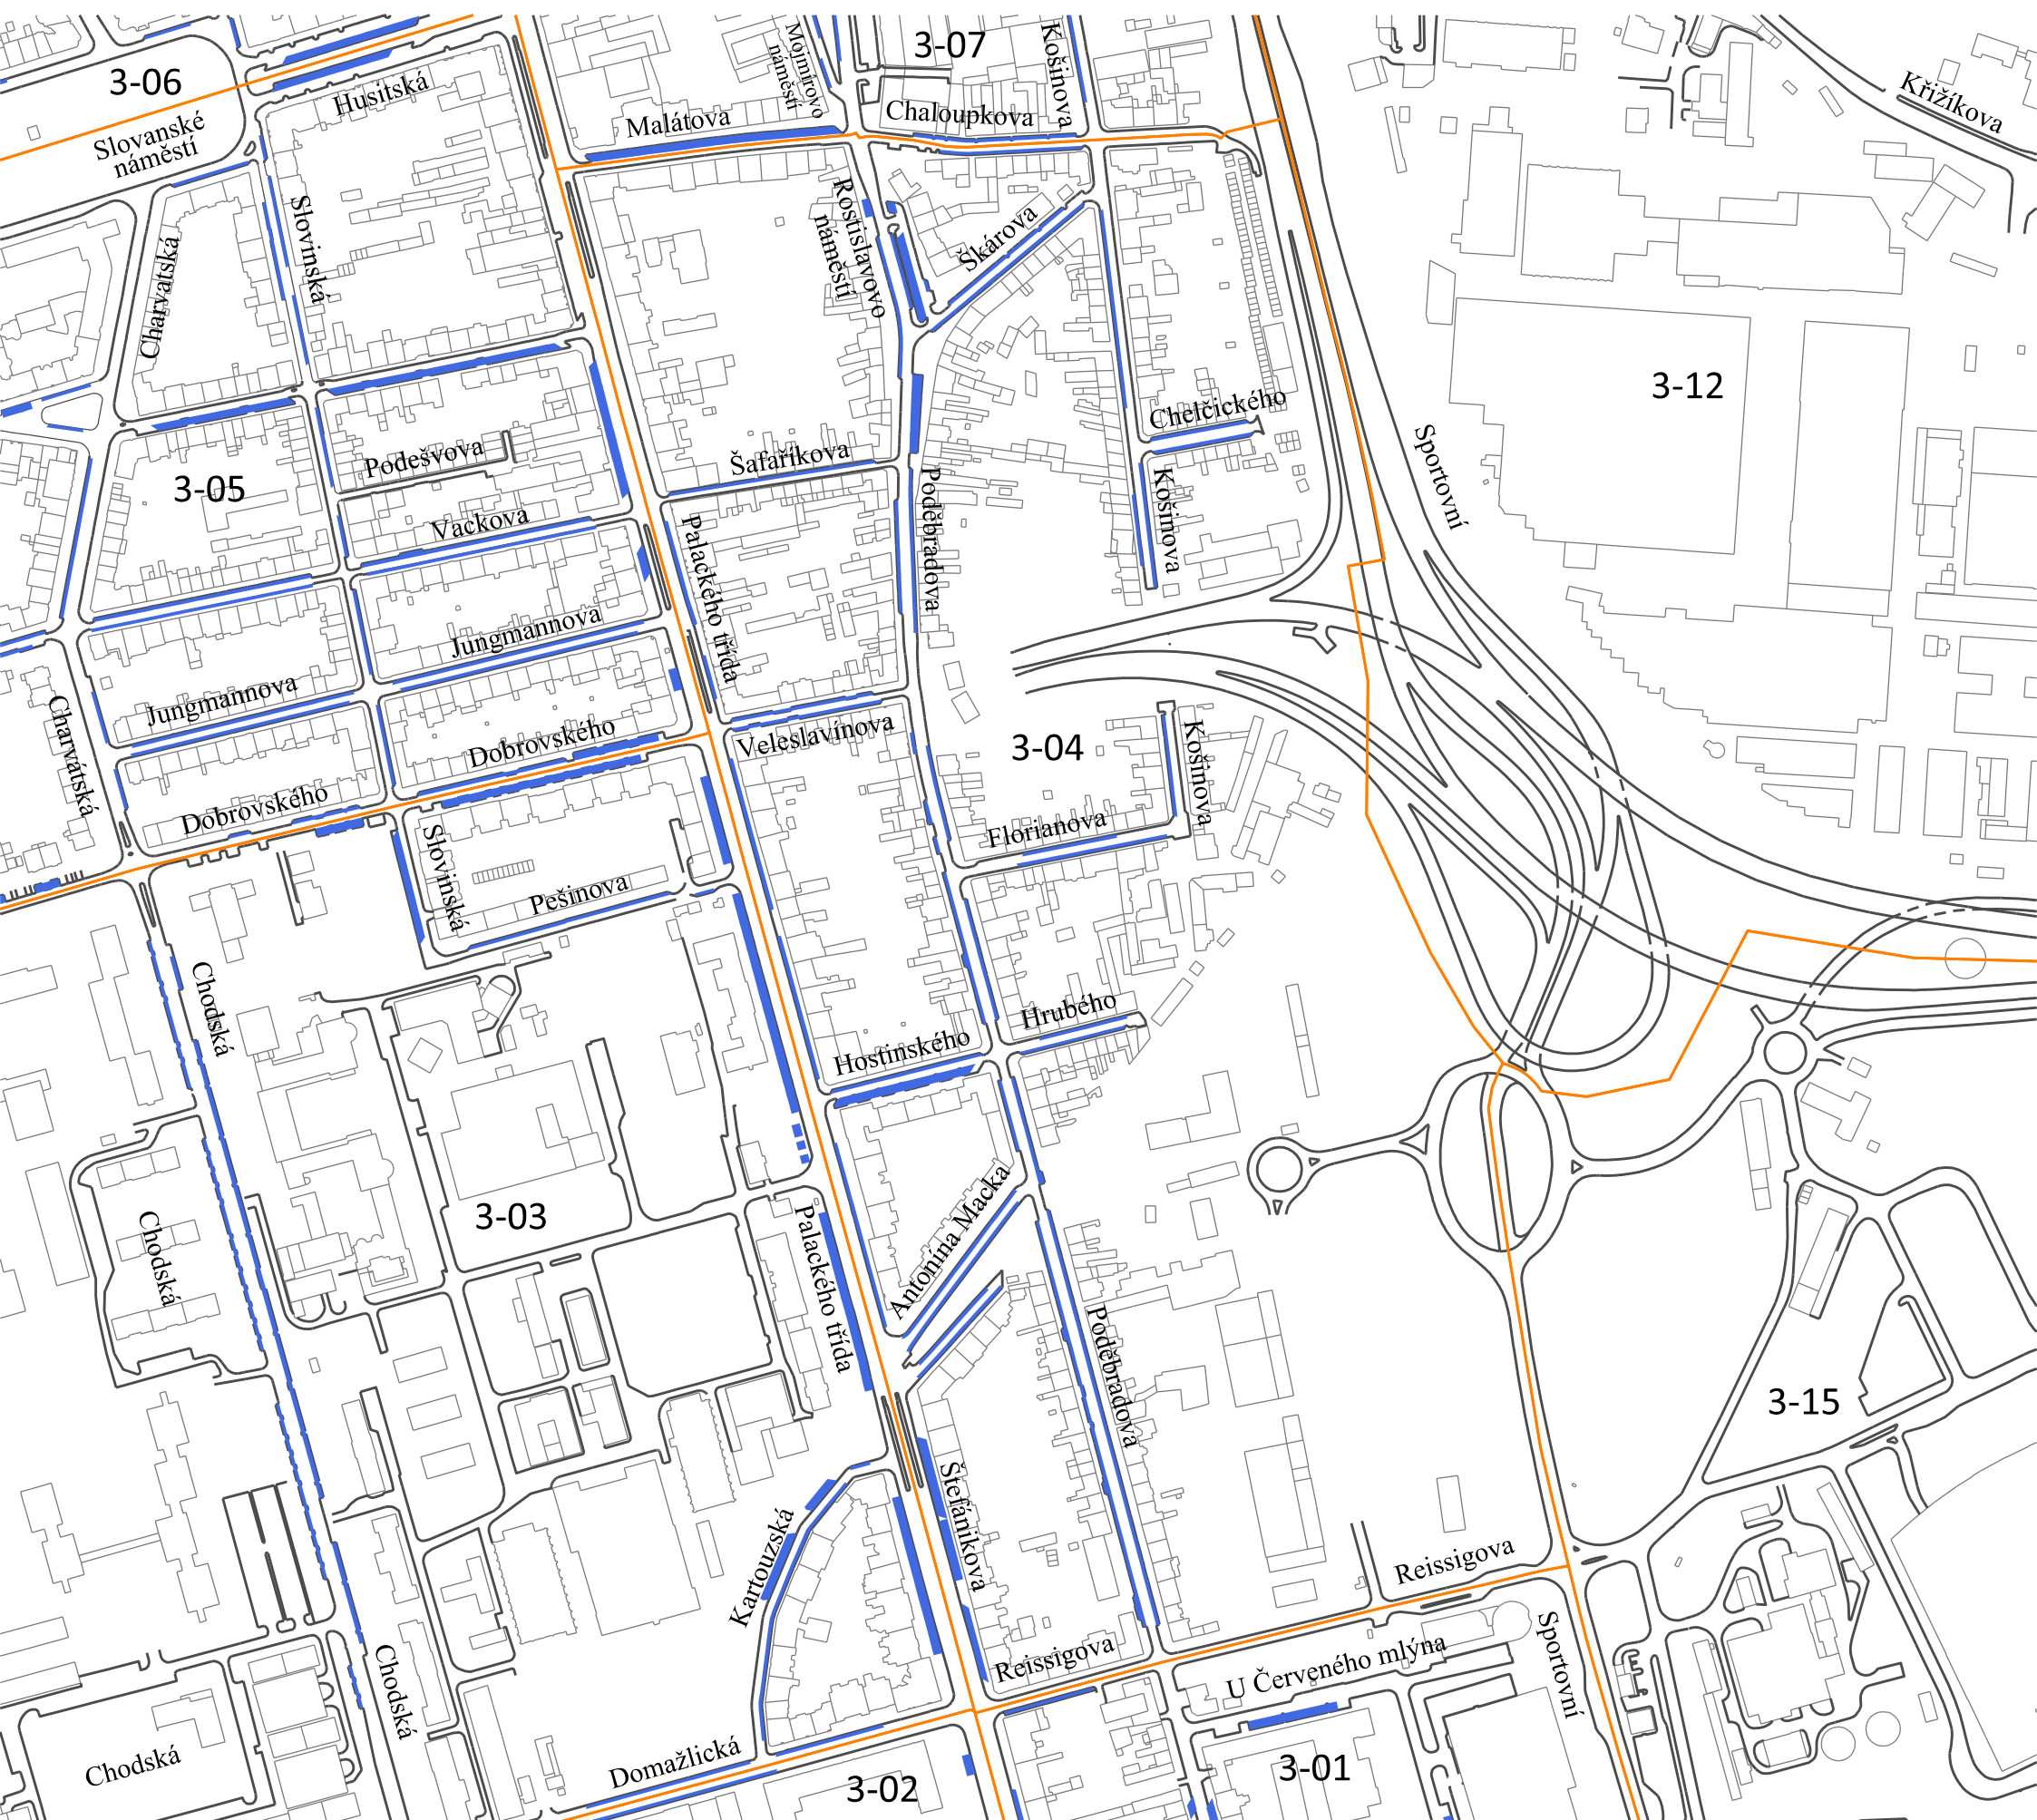 3-07
Košinova
Mojmírovo
náměstí
3-06
Husitská
Křižíkova
Slovanské
náměstí
Malátova
Chaloupkova
Slovinská
Rostislavovo
náměstí
Škárova
Charvatská
3-12
Chelčického
Podešvova
Šafaříkova
Sportovní
3-05
Vackova
Poděbradova
Košinova
Palackého třída
Jungmannova
Jungmannova
Charvátská
Veleslavínova
3-04
Košinova
Dobrovského
Dobrovského
Florianova
Slovinská
Pešinova
Chodská
Hrubého
Hostinského
Antonína Macka
3-03
Chodská
Palackého třída
Poděbradova
3-15
Štefánikova
Kartouzská
Reissigova
Reissigova
U Červeného mlýna
Sportovní
Chodská
Chodská
Domažlická
3-02
3-01